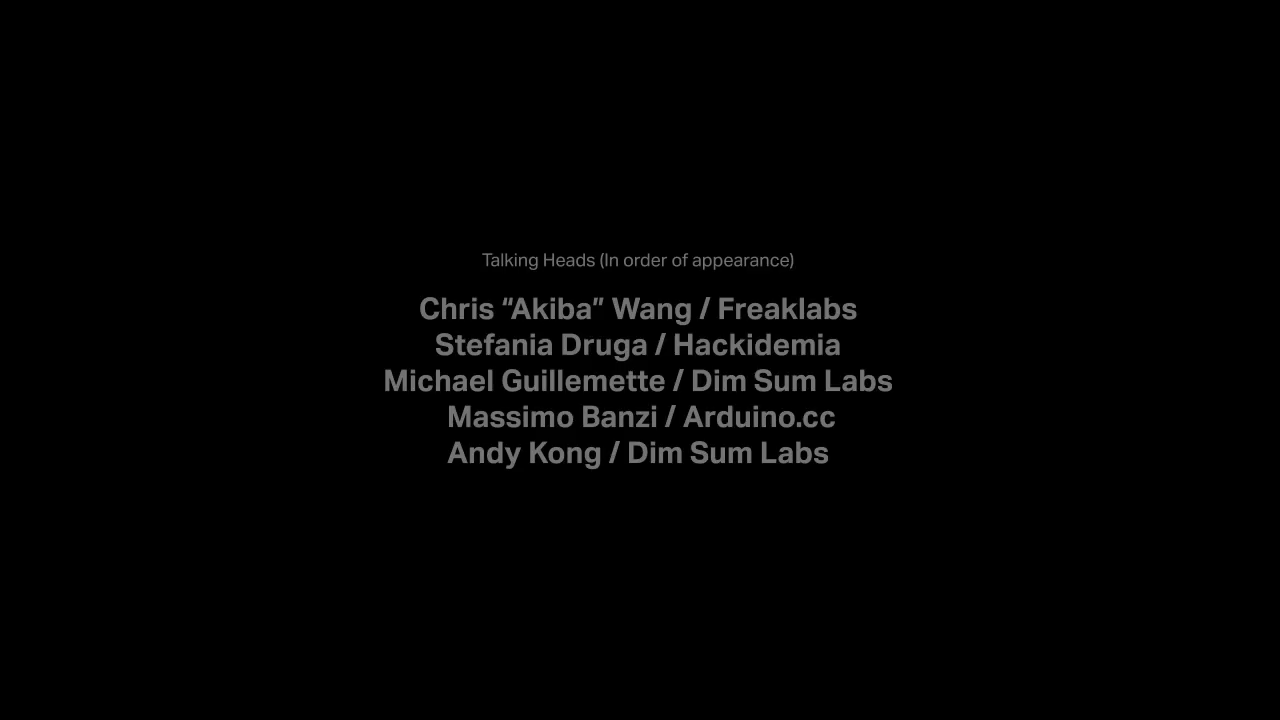 Talking Heads (In order of appearance)
Chris “Akiba” Wang / Freaklabs
Stefania Druga / Hackidemia
Michael Guillemette / Dim Sum Labs
Massimo Banzi / Arduino.cc
Andy Kong / Dim Sum Labs